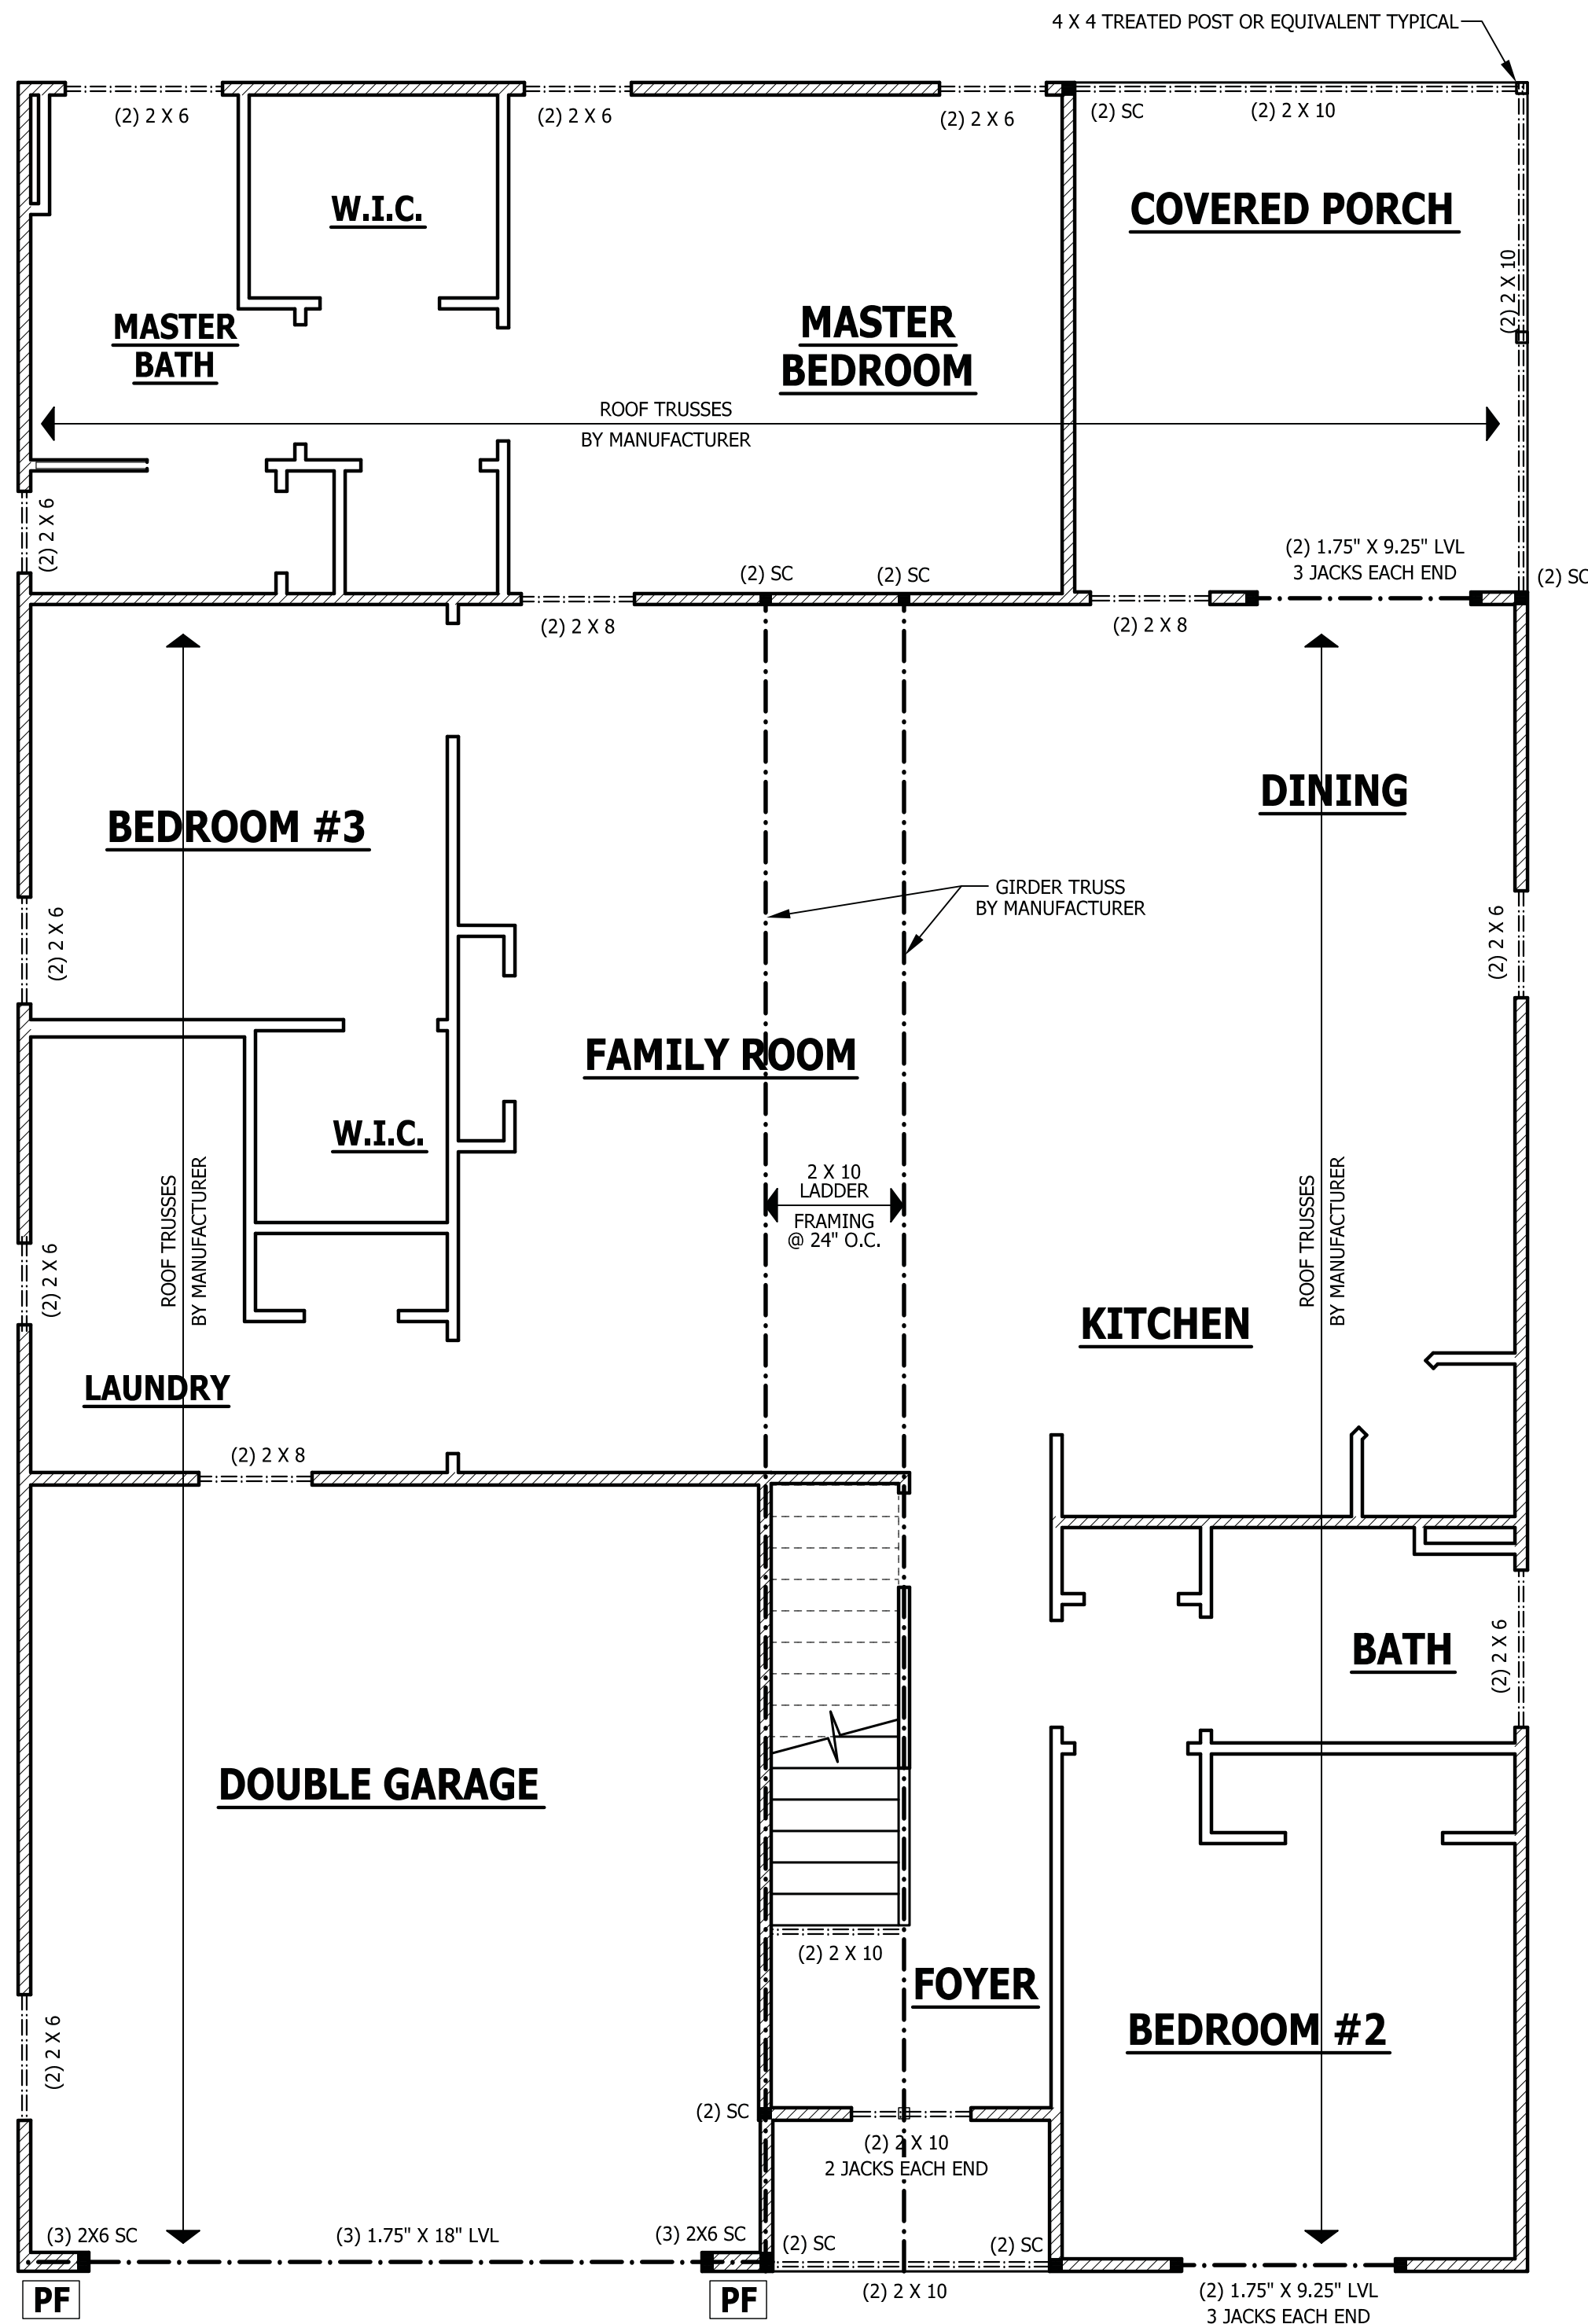 4 X 4 TREATED POST OR EQUIVALENT TYPICAL
(2) 2 X 6
(2) 2 X 6
(2) 2 X 6
(2) SC
(2) 2 X 10
W.I.C.
COVERED PORCH
(2) 2 X 10
MASTER
BATH
MASTER
BEDROOM
ROOF TRUSSES
BY MANUFACTURER
(2) 2 X 6
(2) 1.75" X 9.25" LVL
3 JACKS EACH END
(2) SC
(2) SC
(2) SC
(2) 2 X 8
(2) 2 X 8
DINING
BEDROOM #3
GIRDER TRUSS
BY MANUFACTURER
(2) 2 X 6
(2) 2 X 6
FAMILY ROOM
W.I.C.
2 X 10
LADDER
FRAMING
@ 24" O.C.
ROOF TRUSSES
BY MANUFACTURER
ROOF TRUSSES
BY MANUFACTURER
(2) 2 X 6
KITCHEN
LAUNDRY
(2) 2 X 8
BATH
(2) 2 X 6
DOUBLE GARAGE
(2) 2 X 10
FOYER
BEDROOM #2
(2) 2 X 6
(2) SC
(2) 2 X 10
2 JACKS EACH END
(3) 2X6 SC
(3) 1.75" X 18" LVL
(3) 2X6 SC
(2) SC
(2) SC
(2) 2 X 10
(2) 1.75" X 9.25" LVL
3 JACKS EACH END
PF
PF